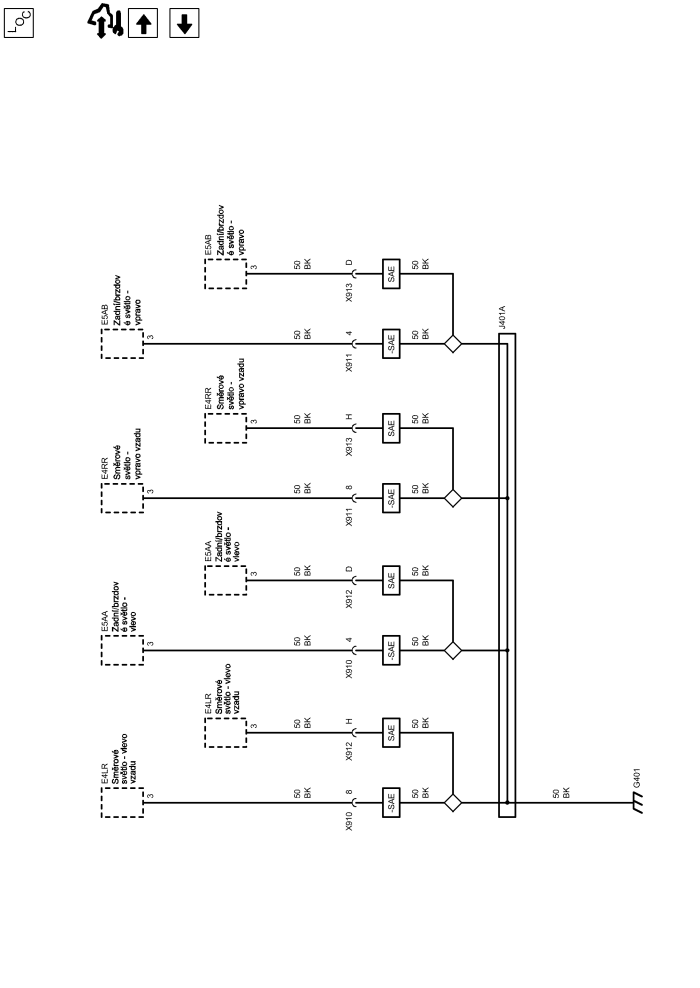 LOC
E5AB
Zadní/brzdov
é světlo -
vpravo
3
50
BK
D
X913
SAE
50
BK
E5AB
Zadní/brzdov
é světlo -
vpravo
3
50
BK
4
X911
-SAE
50
BK
J401A
E4RR
Směrové
světlo -
vpravo vzadu
3
50
BK
H
X913
SAE
50
BK
E4RR
Směrové
světlo -
vpravo vzadu
3
50
BK
8
X911
-SAE
50
BK
E5AA
Zadní/brzdov
é světlo -
vlevo
3
50
BK
D
X912
SAE
50
BK
E5AA
Zadní/brzdov
é světlo -
vlevo
3
50
BK
4
X910
-SAE
50
BK
E4LR
Směrové
světlo - vlevo
vzadu
3
50
BK
H
X912
SAE
50
BK
E4LR
Směrové
světlo - vlevo
vzadu
3
50
BK
8
X910
-SAE
50
BK
50
BK
G401